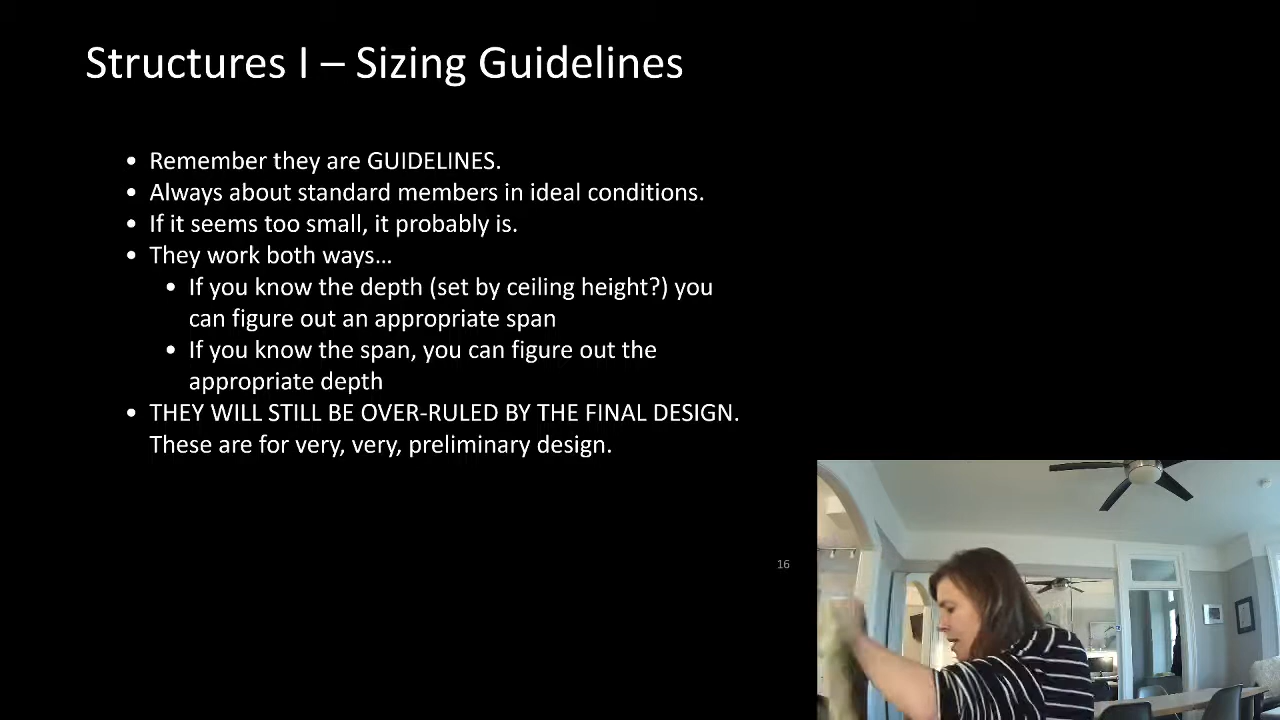 Structures I – Sizing Guidelines
• Remember they are GUIDELINES.
• Always about standard members in ideal conditions.
• If it seems too small, it probably is.
• They work both ways…
• If you know the depth (set by ceiling height?) you
can figure out an appropriate span
• If you know the span, you can figure out the
appropriate depth
• THEY WILL STILL BE OVER-RULED BY THE FINAL DESIGN.
These are for very, very, preliminary design.
16